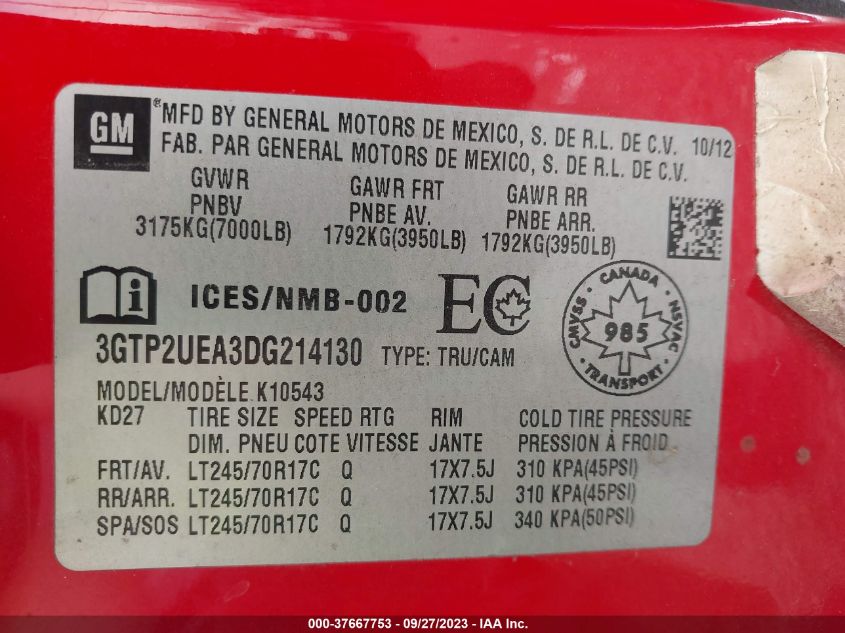 GM ® MFD BY GENERAL MOTORS DE MEXICO, S. DE R.L. DE C.V. 10/12
FAB. PAR GENERAL MOTORS DE MEXICO, S. DE R.L. DE C.V.
GVWR GAWR FRT GAWR RR
PNBV PNBE AV. PNBE ARR.
3175KG(7000LB) 1792KG(3950LB) 1792KG(3950LB)
i ICES/NMB-002 EC
CANADA
CMVSS 985 NSVAC
TRANSPORT
3GTP2UEA3DG214130 TYPE: TRU/CAM
MODEL/MODÈLE K10543
KD27 TIRE SIZE SPEED RTG RIM COLD TIRE PRESSURE
DIM. PNEU COTE VITESSE JANTE PRESSION À FROID
FRT/AV. LT245/70R17C Q 17X7.5J 310 KPA(45PSI)
RR/ARR. LT245/70R17C Q 17X7.5J 310 KPA(45PSI)
SPA/SOS LT245/70R17C Q 17X7.5J 340 KPA(50PSI)
000-37667753 - 09/27/2023 - IAA Inc.